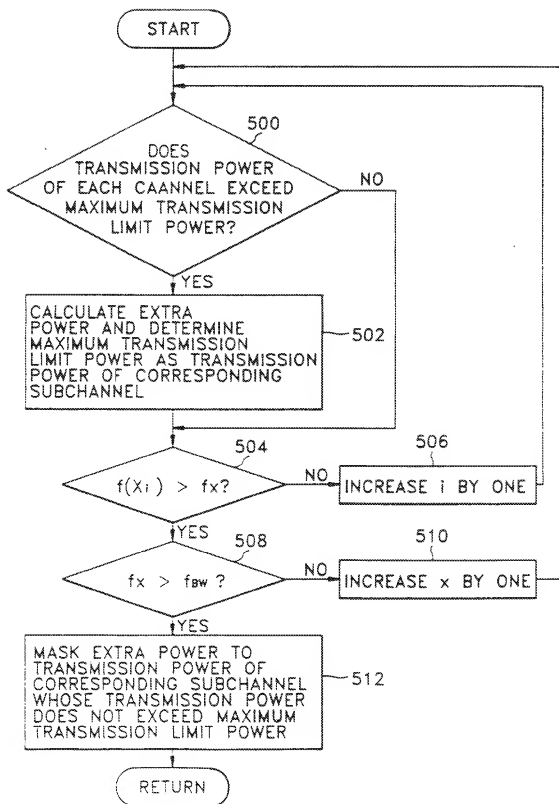 START
500
DOES
TRANSMISSION POWER
OF EACH CAANNEL EXCEED
MAXIMUM TRANSMISSION
LIMIT POWER?
NO
YES
CALCULATE EXTRA
POWER AND DETERMINE
MAXIMUM TRANSMISSION
LIMIT POWER AS TRANSMISSION
POWER OF CORRESPONDING
SUBCHANNEL
502
504
f(Xi) > fx?
NO
506
INCREASE i BY ONE
YES
508
fx > fBW ?
NO
510
INCREASE x BY ONE
YES
MASK EXTRA POWER TO
TRANSMISSION POWER OF
CORRESPONDING SUBCHANNEL
WHOSE TRANSMISSION POWER
DOES NOT EXCEED MAXIMUM
TRANSMISSION LIMIT POWER
512
RETURN